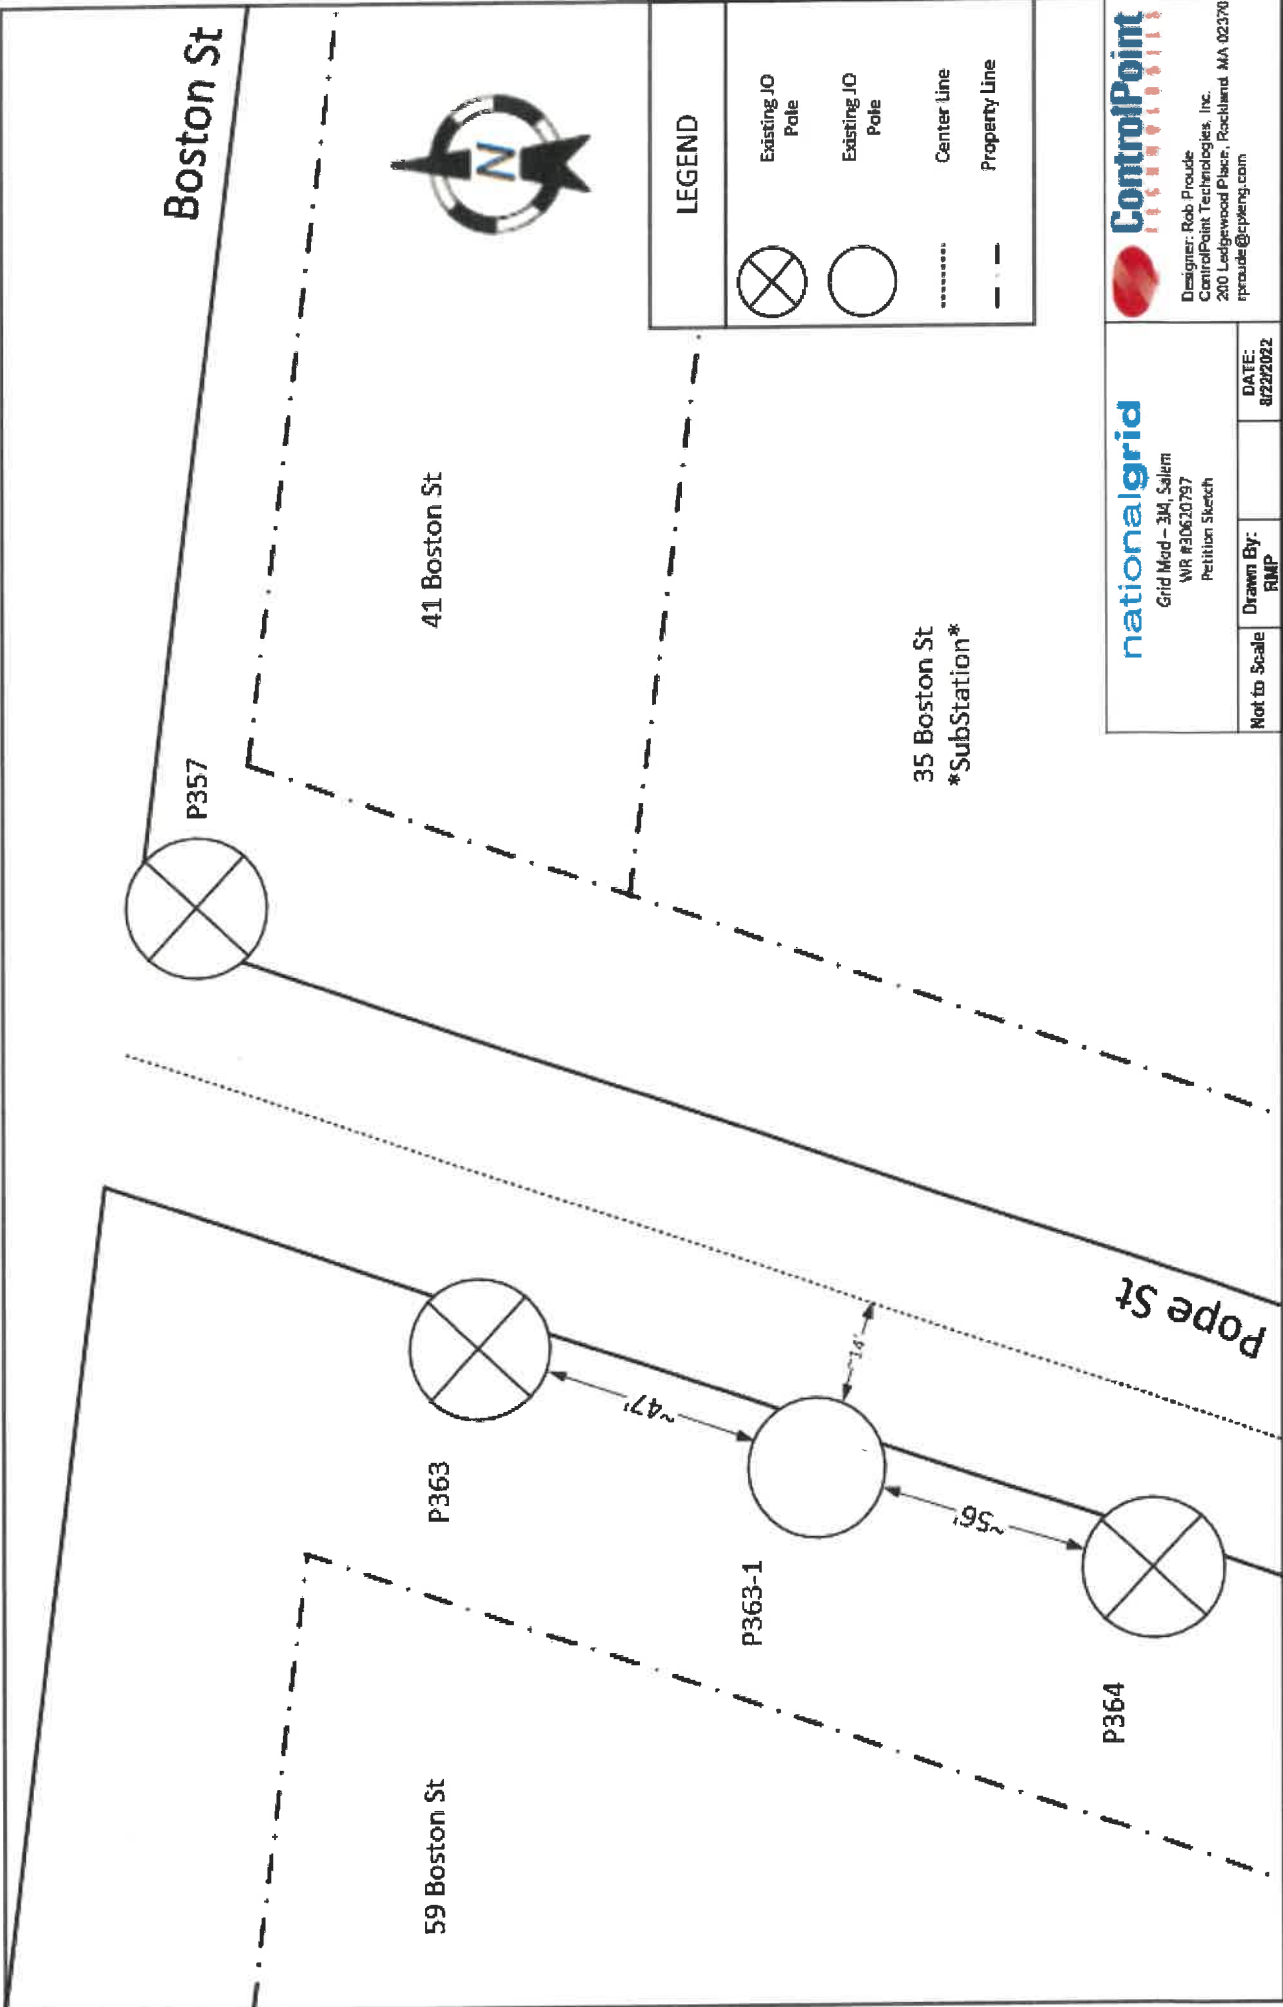 Boston St
P357
41 Boston St
35 Boston St
*SubStation*
59 Boston St
P363
~47'
P363-1
~14'
~56'
P364
Pope St
N
LEGEND
Existing JO
Pole
Existing JO
Pole
Center Line
Property Line
nationalgrid
Grid Mod – 3J4, Salem
WR #30620797
Petition Sketch
Not to Scale
Drawn By:
RMP
DATE:
8/22/2022
ControlPoint
TECHNOLOGIES
Designer: Rob Proude
ControlPoint Technologies, Inc.
200 Ledgewood Place, Rockland MA 02370
rproude@cpteng.com